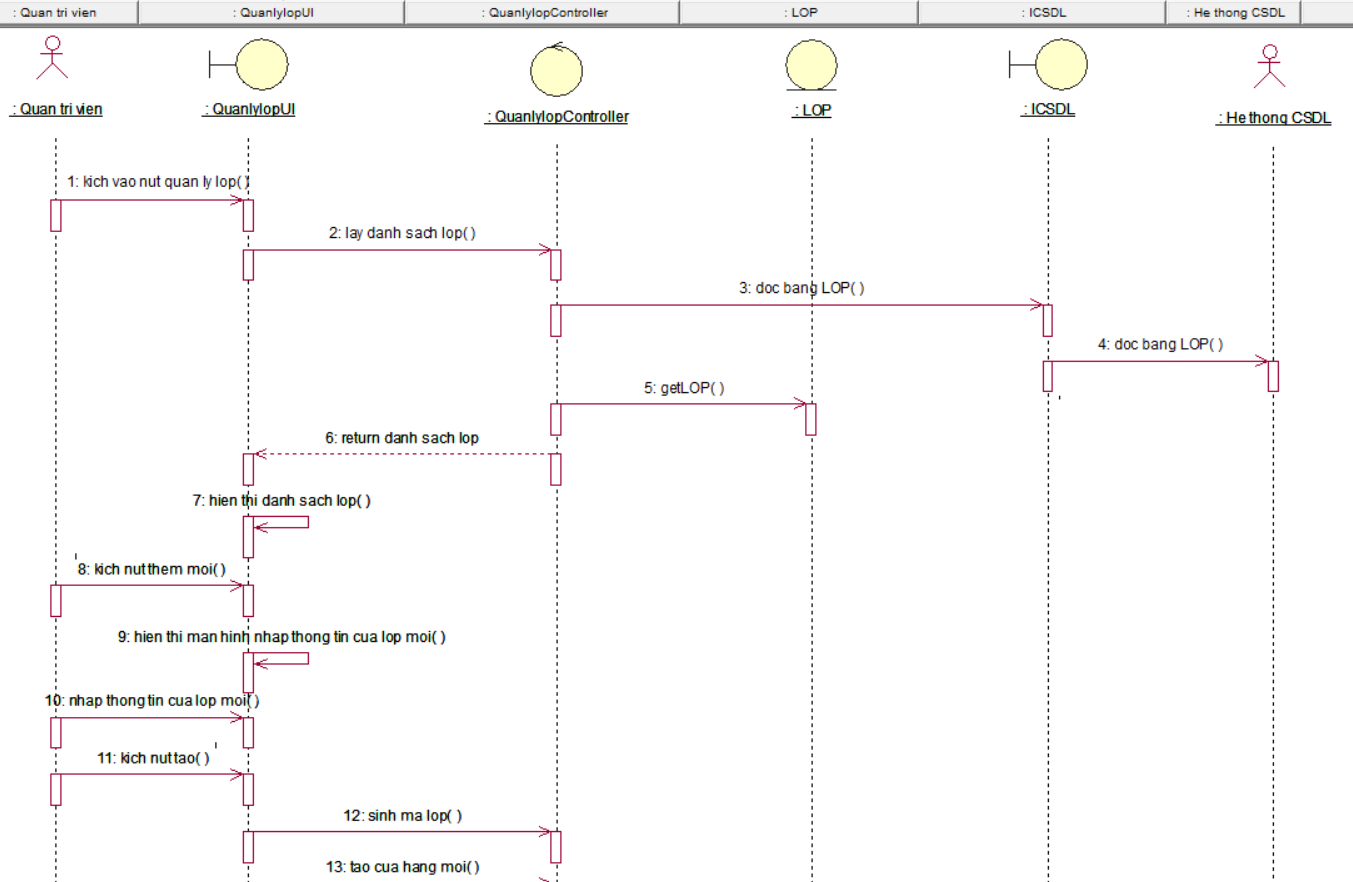 : Quan tri vien
: QuanlylopUI
: QuanlylopController
: LOP
: ICSDL
: He thong CSDL
: Quan tri vien
: QuanlylopUI
: QuanlylopController
: LOP
: ICSDL
: He thong CSDL
1: kich vao nut quan ly lop( )
2: lay danh sach lop( )
3: doc bang LOP( )
4: doc bang LOP( )
5: getLOP( )
6: return danh sach lop
7: hien thi danh sach lop( )
8: kich nut them moi( )
9: hien thi man hinh nhap thong tin cua lop moi( )
10: nhap thong tin cua lop moi( )
11: kich nut tao( )
12: sinh ma lop( )
13: tao cua hang moi( )